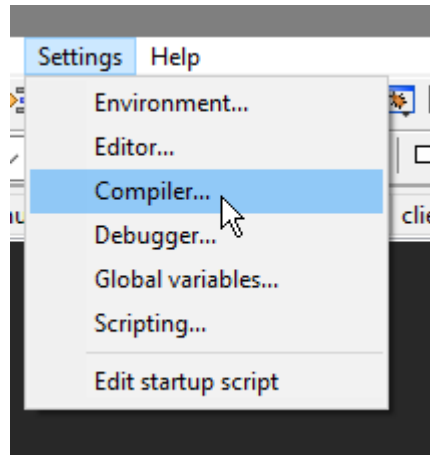 Settings Help
Environment...
Editor...
Compiler...
Debugger...
Global variables...
Scripting...
Edit startup script